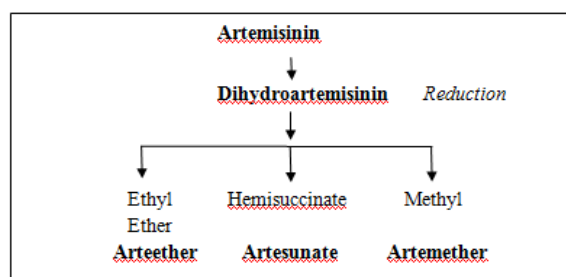 Artemisinin
Dihydroartemisinin Reduction
Ethyl Hemisuccinate Methyl
Ether
Arteether Artesunate Artemether